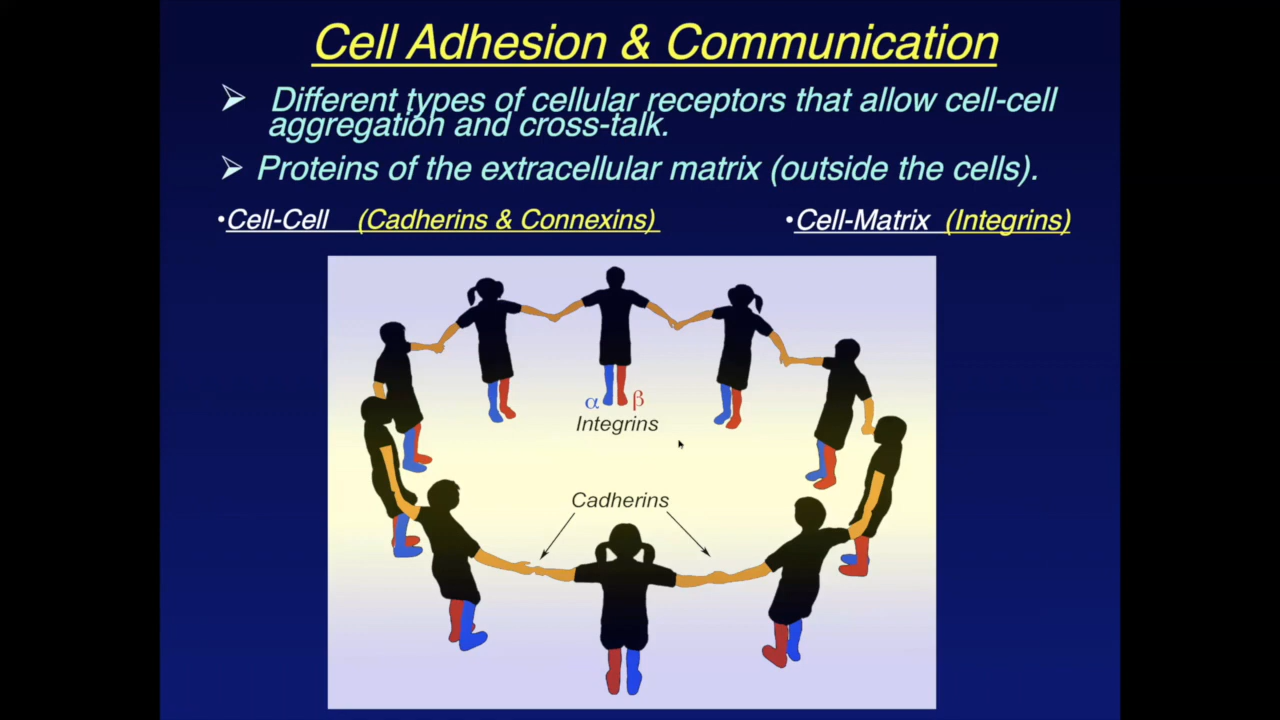 Cell Adhesion & Communication
➢ Different types of cellular receptors that allow cell-cell
aggregation and cross-talk.
➢ Proteins of the extracellular matrix (outside the cells).
•Cell-Cell (Cadherins & Connexins)
•Cell-Matrix (Integrins)
α β
Integrins
Cadherins